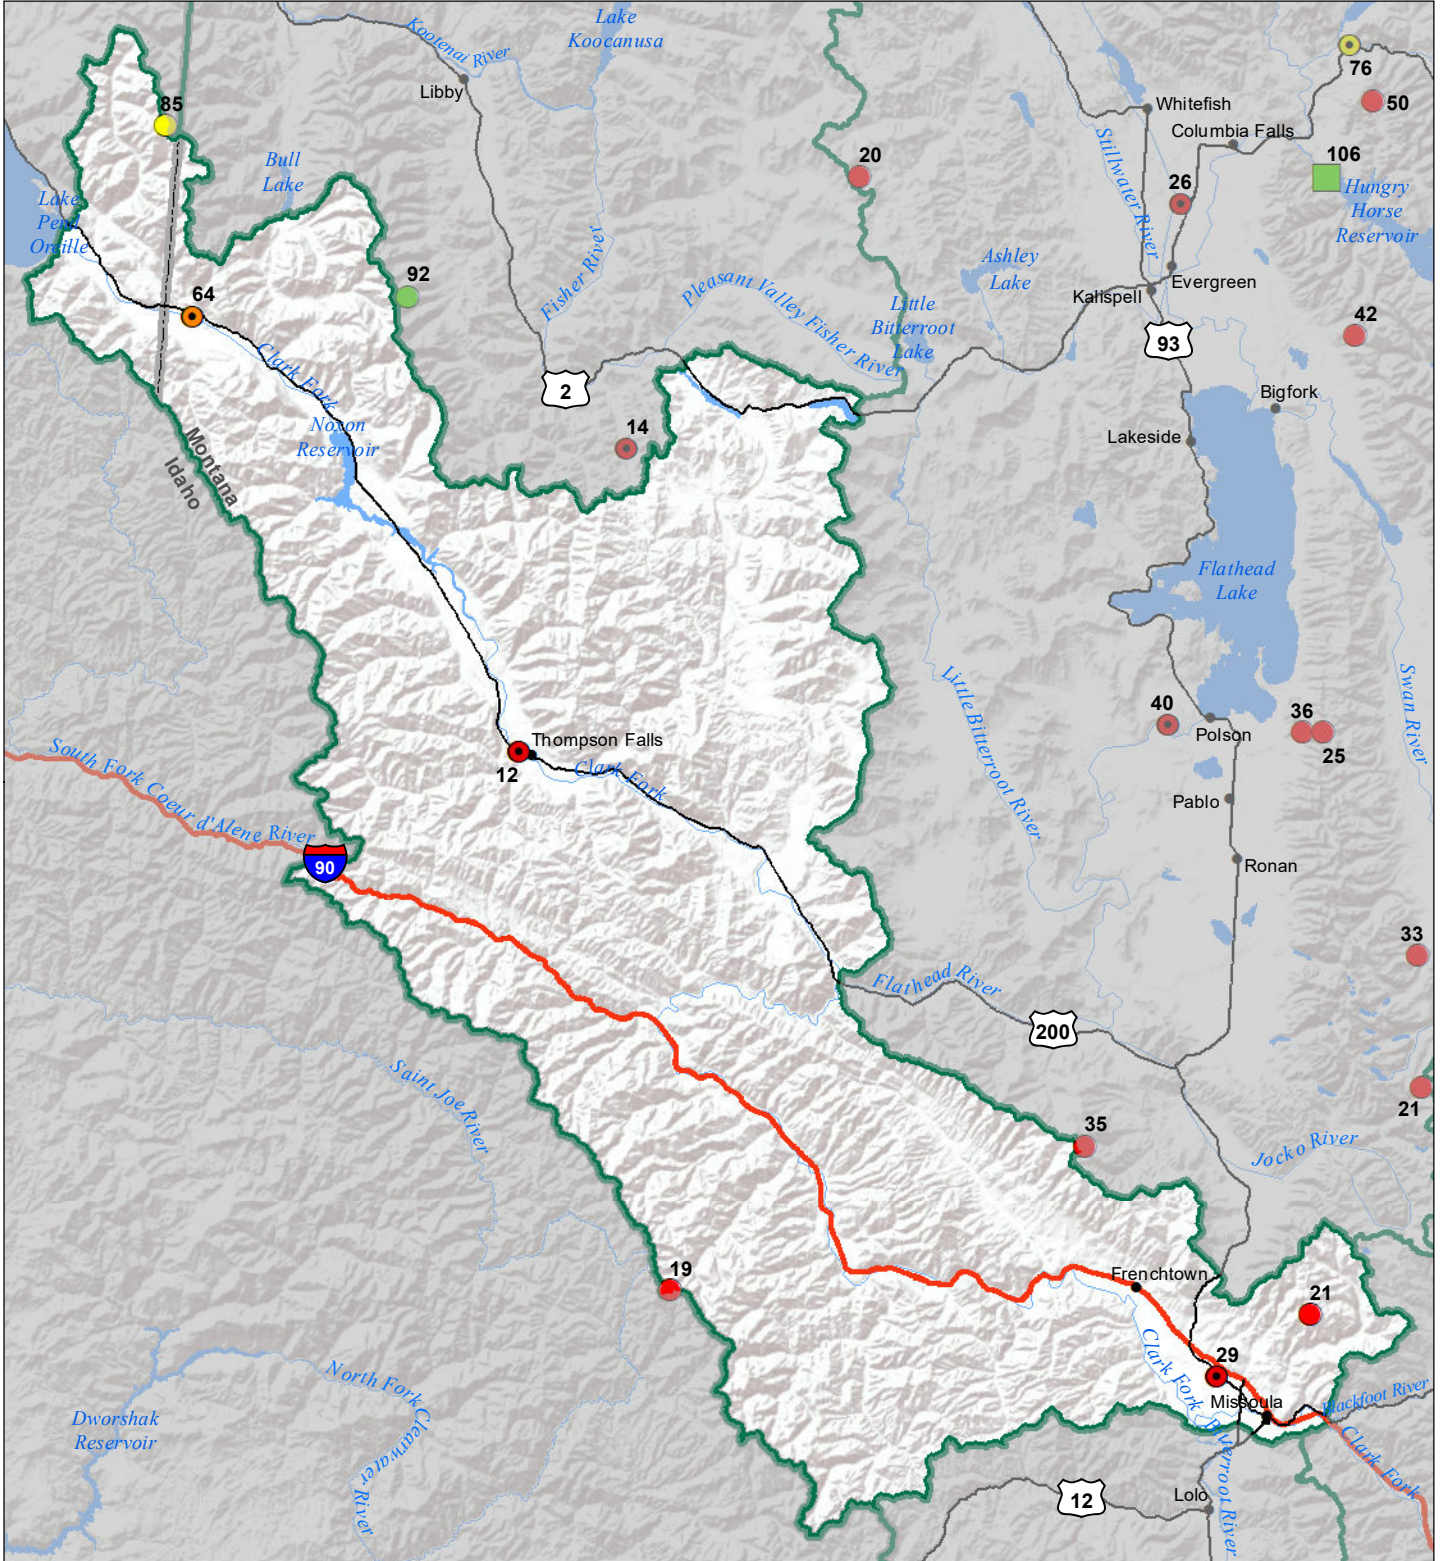 Kootenai River
Lake
Koocanusa
Libby
85
Bull
Lake
Lake
Pend
Oreille
64
92
Clark Fork
Noxon
Reservoir
Montana
Idaho
Fisher River
Pleasant Valley Fisher River
2
14
20
Little
Bitterroot
Lake
Ashley
Lake
Whitefish
Columbia Falls
Stillwater River
26
Evergreen
Kalispell
93
76
50
106
Hungry
Horse
Reservoir
42
Bigfork
Lakeside
Flathead
Lake
Swan River
Little Bitterroot River
40
Polson
36
25
Pablo
Ronan
33
Thompson Falls
12
Clark Fork
South Fork Coeur d'Alene River
90
Flathead River
200
Saint Joe River
35
21
Jocko River
19
Frenchtown
21
29
Missoula
Clark Fork
Bitterroot River
Blackfoot River
Clark Fork
North Fork Clearwater River
Dworshak
Reservoir
12
Lolo